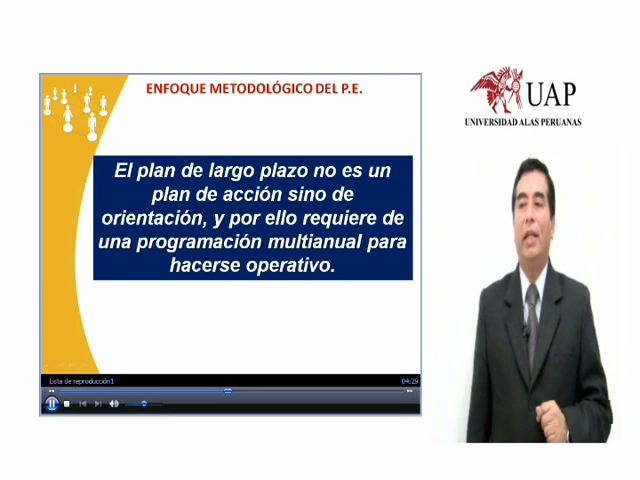 ENFOQUE METODOLÓGICO DEL P.E.
El plan de largo plazo no es un
plan de acción sino de
orientación, y por ello requiere de
una programación multianual para
hacerse operativo.
Lista de reproducción1
04:29
UAP
UNIVERSIDAD ALAS PERUANAS